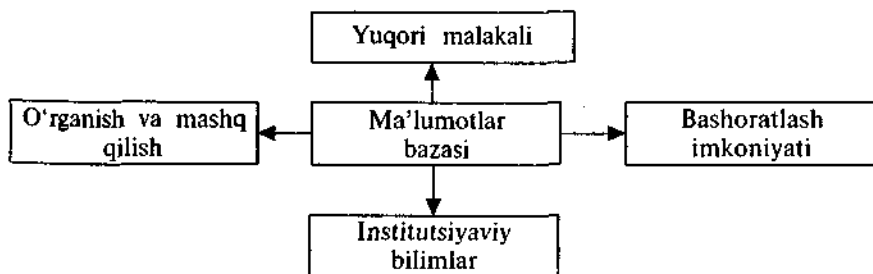 Yuqori malakali
O‘rganish va mashq
qilish
Ma’lumotlar
bazasi
Bashoratlash
imkoniyati
Institutsiyaviy
bilimlar